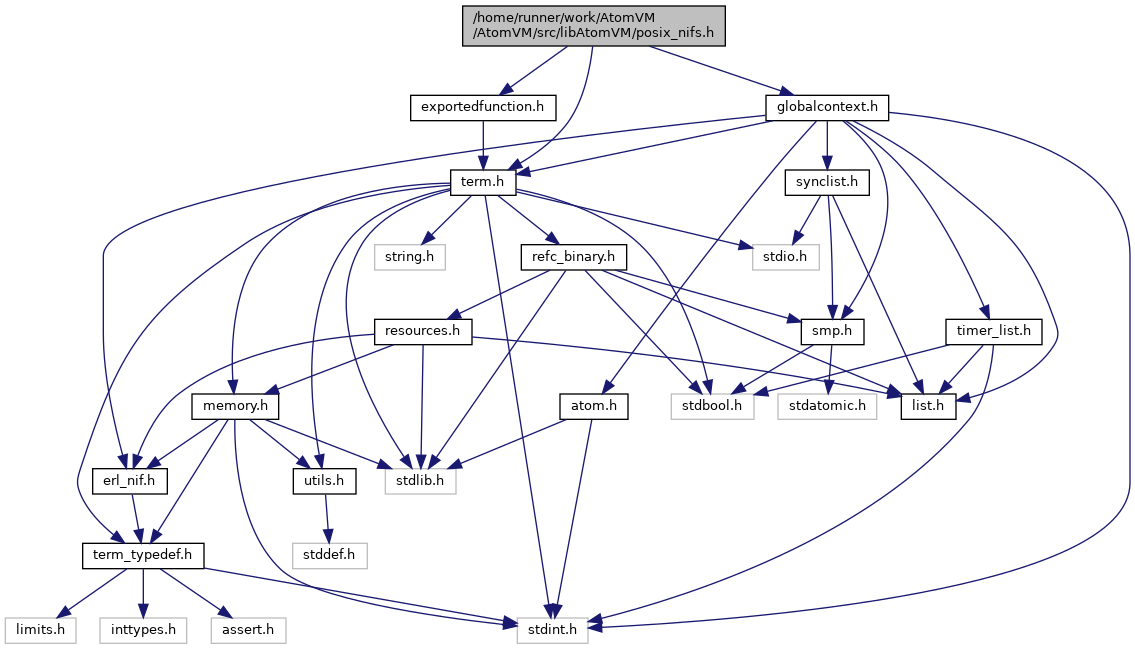 /home/runner/work/AtomVM
/AtomVM/src/libAtomVM/posix_nifs.h
exportedfunction.h
globalcontext.h
term.h
synclist.h
string.h
refc_binary.h
stdio.h
resources.h
smp.h
timer_list.h
memory.h
atom.h
stdbool.h
stdatomic.h
list.h
erl_nif.h
utils.h
stdlib.h
term_typedef.h
stddef.h
limits.h
inttypes.h
assert.h
stdint.h